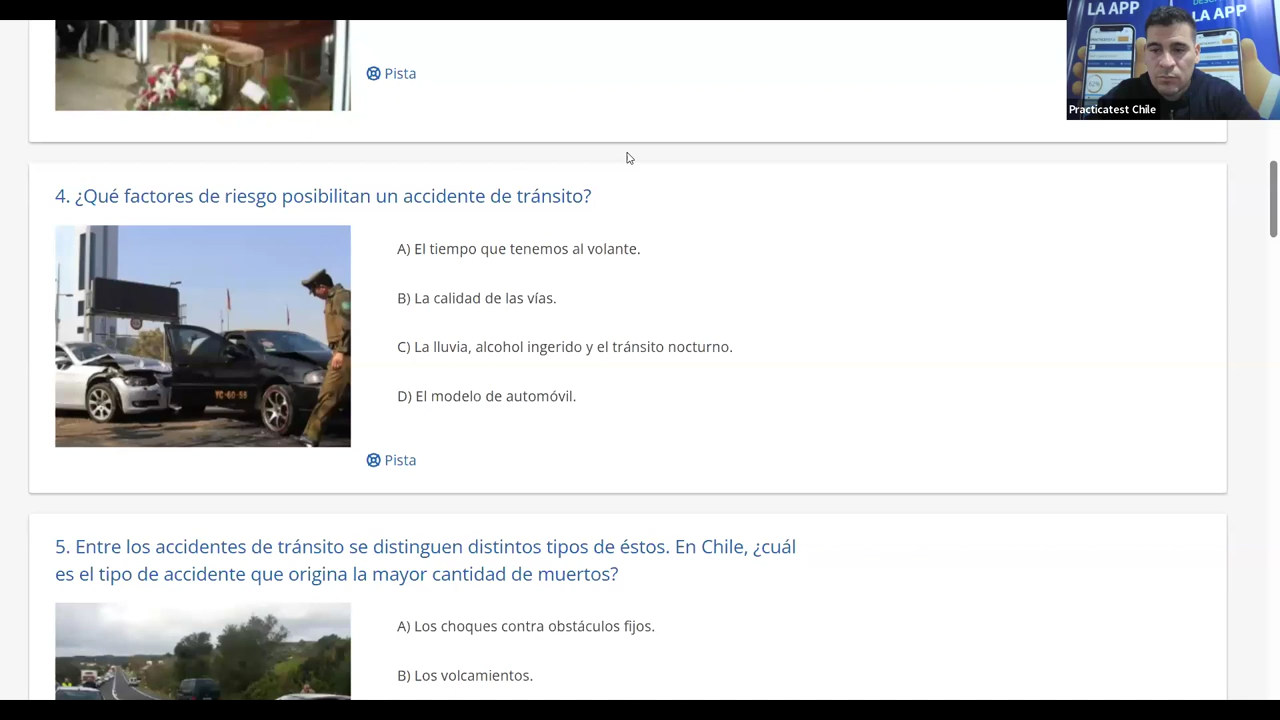 LA APP
LA APP
Practicatest Chile
Pista
4. ¿Qué factores de riesgo posibilitan un accidente de tránsito?
A) El tiempo que tenemos al volante.
B) La calidad de las vías.
C) La lluvia, alcohol ingerido y el tránsito nocturno.
D) El modelo de automóvil.
YC-60-55
Pista
5. Entre los accidentes de tránsito se distinguen distintos tipos de éstos. En Chile, ¿cuál
es el tipo de accidente que origina la mayor cantidad de muertos?
A) Los choques contra obstáculos fijos.
B) Los volcamientos.